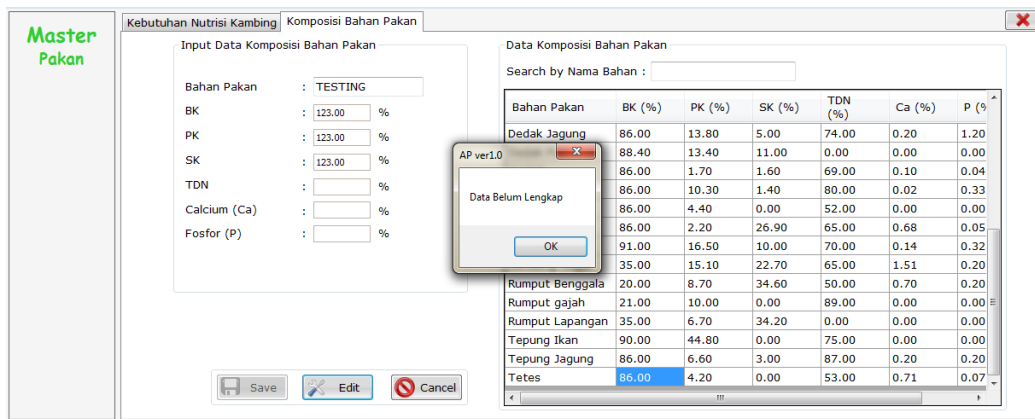 Master
Pakan
Kebutuhan Nutrisi Kambing
Komposisi Bahan Pakan
Input Data Komposisi Bahan Pakan
Bahan Pakan : TESTING
BK : 123.00 %
PK : 123.00 %
SK : 123.00 %
TDN : %
Calcium (Ca) : %
Fosfor (P) : %
Save
Edit
Cancel
AP ver1.0
Data Belum Lengkap
OK
Data Komposisi Bahan Pakan
Search by Nama Bahan :
Bahan Pakan BK (%) PK (%) SK (%) TDN (%) Ca (%) P (%
Dedak Jagung 86.00 13.80 5.00 74.00 0.20 1.20
88.40 13.40 11.00 0.00 0.00 0.00
86.00 1.70 1.60 69.00 0.10 0.04
86.00 10.30 1.40 80.00 0.02 0.33
86.00 4.40 0.00 52.00 0.00 0.00
86.00 2.20 26.90 65.00 0.68 0.05
91.00 16.50 10.00 70.00 0.14 0.32
35.00 15.10 22.70 65.00 1.51 0.20
Rumput Benggala 20.00 8.70 34.60 50.00 0.70 0.20
Rumput gajah 21.00 10.00 0.00 89.00 0.00 0.00
Rumput Lapangan 35.00 6.70 34.20 0.00 0.00 0.00
Tepung Ikan 90.00 44.80 0.00 75.00 0.00 0.00
Tepung Jagung 86.00 6.60 3.00 87.00 0.20 0.20
Tetes 86.00 4.20 0.00 53.00 0.71 0.07